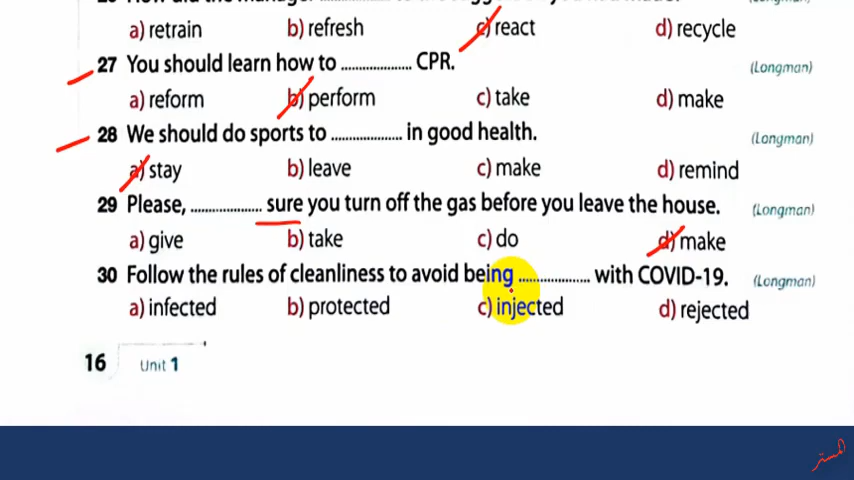 a) retrain b) refresh c) react d) recycle
27 You should learn how to .................. CPR. (Longman)
a) reform b) perform c) take d) make
28 We should do sports to .................. in good health. (Longman)
a) stay b) leave c) make d) remind
29 Please, .................. sure you turn off the gas before you leave the house. (Longman)
a) give b) take c) do d) make
30 Follow the rules of cleanliness to avoid being .................. with COVID-19. (Longman)
a) infected b) protected c) injected d) rejected
16 Unit 1